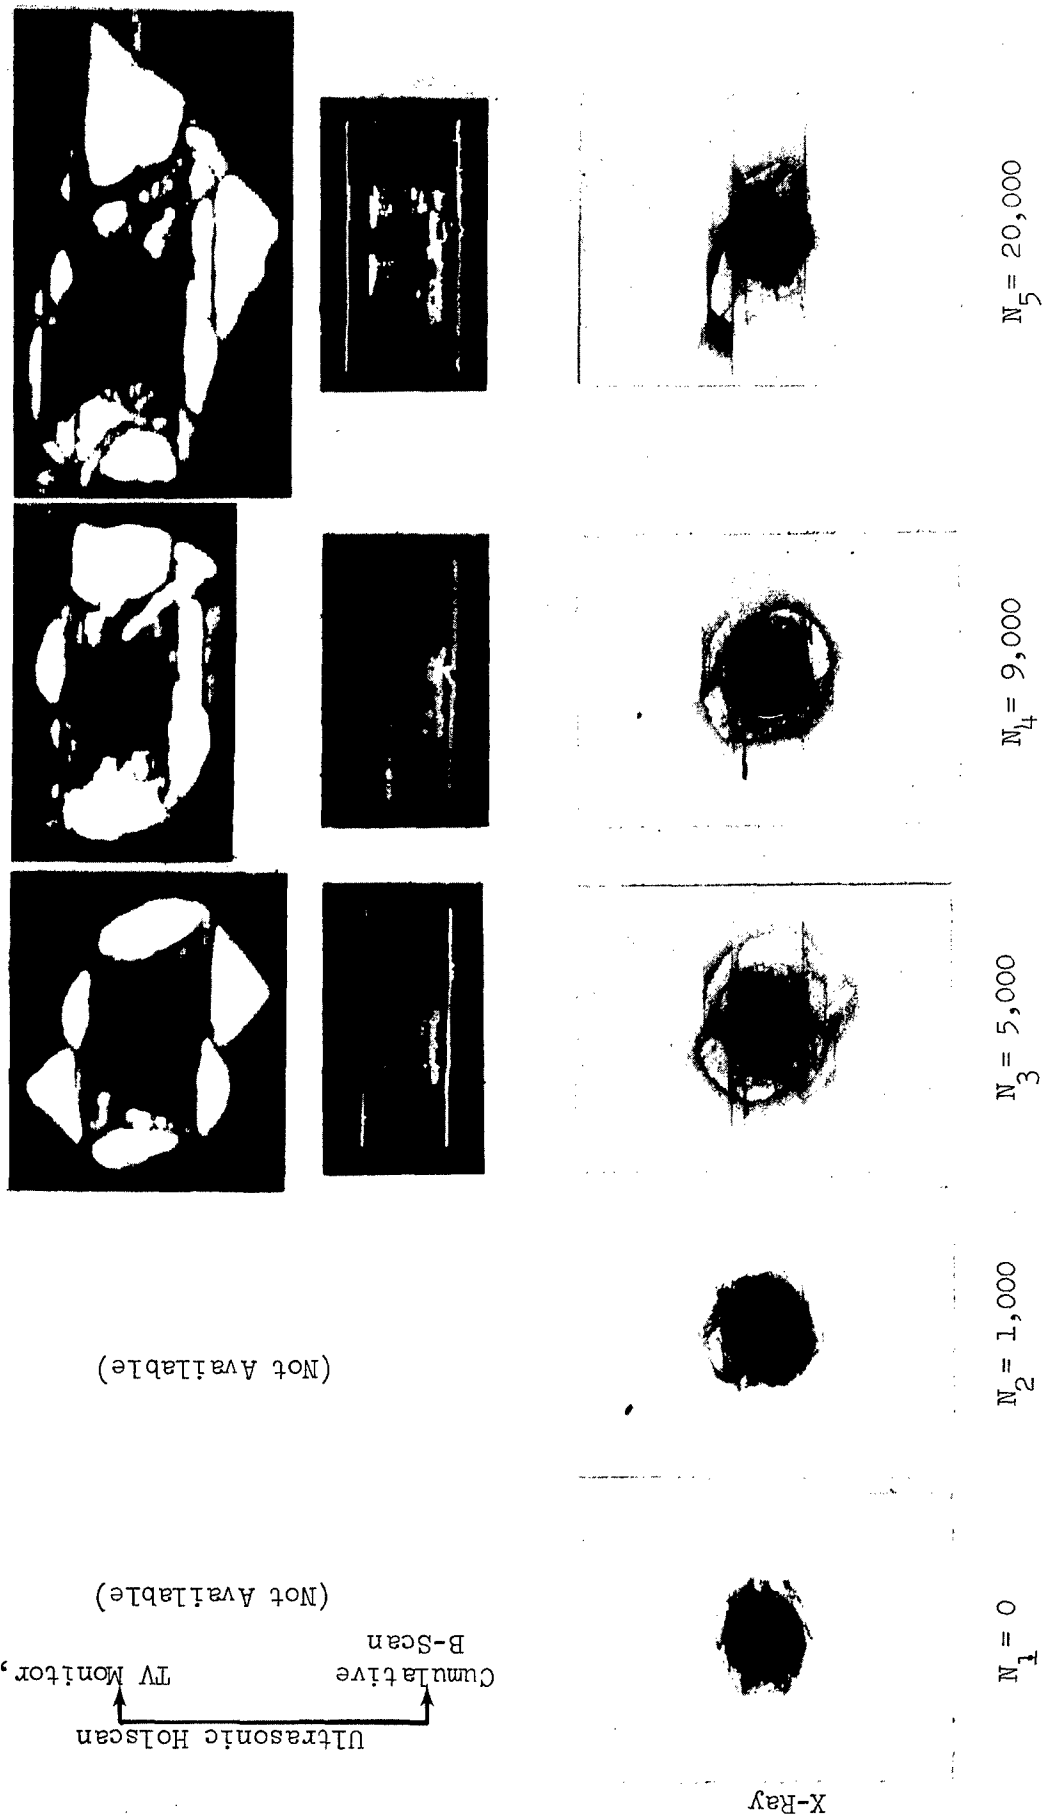 Ultrasonic Holscan
TV Monitor,
Cumulative
B-Scan
(Not Available)
(Not Available)
X-Ray
N₁ = 0
N₂ = 1,000
N₃ = 5,000
N₄ = 9,000
N₅ = 20,000